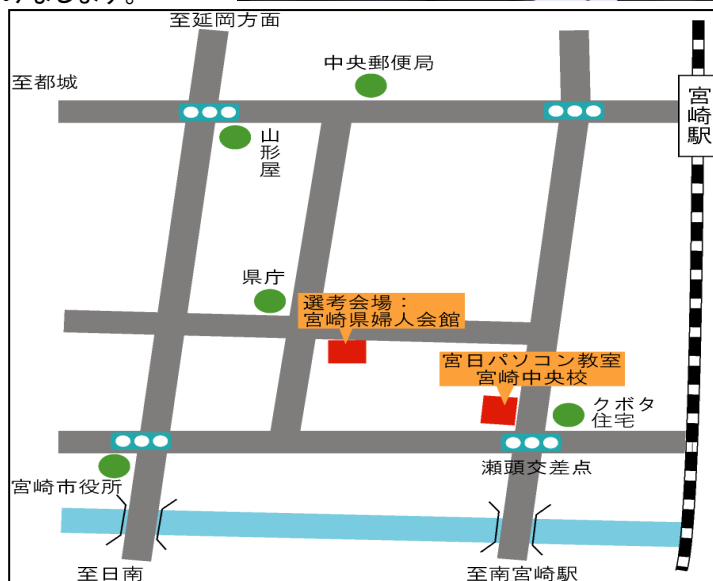 至延岡方面
中央郵便局
至都城
宮崎駅
山形屋
県庁
選考会場：
宮崎県婦人会館
宮日パソコン教室
宮崎中央校
クボタ
住宅
瀬頭交差点
宮崎市役所
至日南
至南宮崎駅